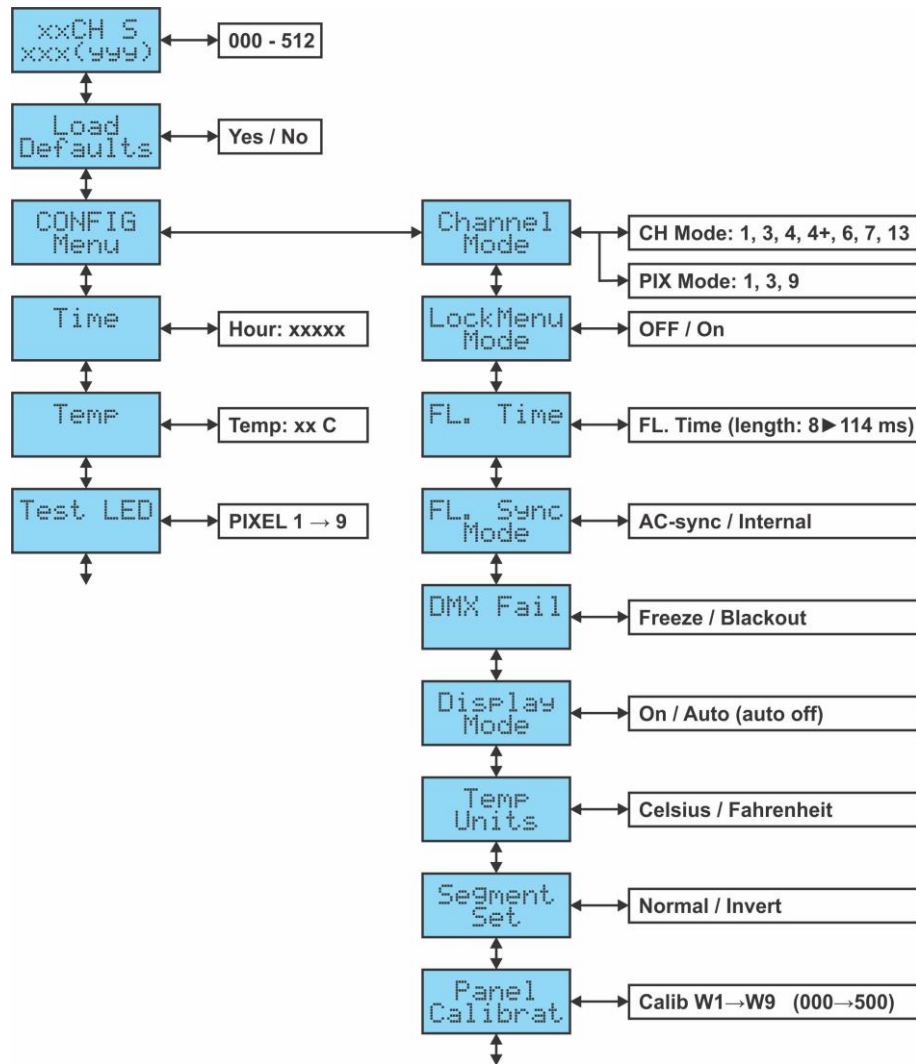 xxCH S
xxx(yyy)
000 - 512
Load
Defaults
Yes / No
CONFIG
Menu
Time
Hour: xxxxx
Temp
Temp: xx C
Test LED
PIXEL 1 → 9
Channel
Mode
CH Mode: 1, 3, 4, 4+, 6, 7, 13
PIX Mode: 1, 3, 9
LockMenu
Mode
OFF / On
FL. Time
FL. Time (length: 8►114 ms)
FL. Sync
Mode
AC-sync / Internal
DMX Fail
Freeze / Blackout
Display
Mode
On / Auto (auto off)
Temp
Units
Celsius / Fahrenheit
Segment
Set
Normal / Invert
Panel
Calibrat
Calib W1→W9 (000→500)